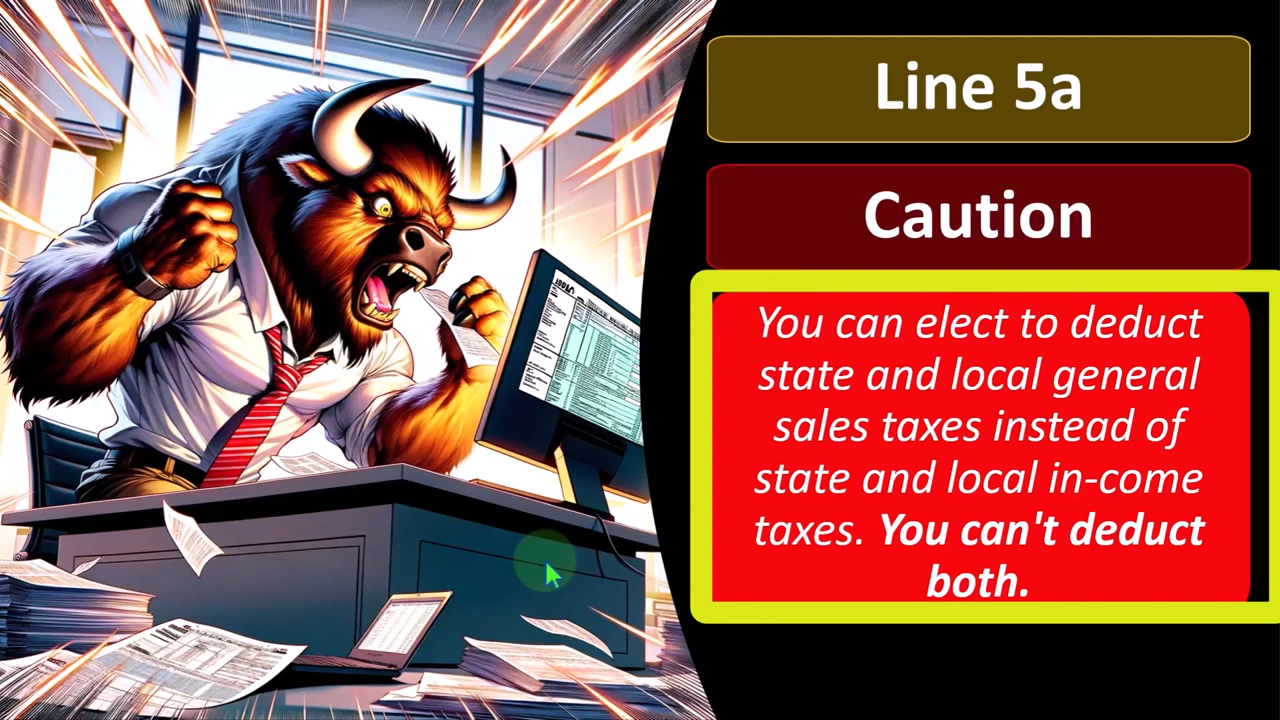 Line 5a
Caution
You can elect to deduct
state and local general
sales taxes instead of
state and local in-come
taxes. You can't deduct
both.